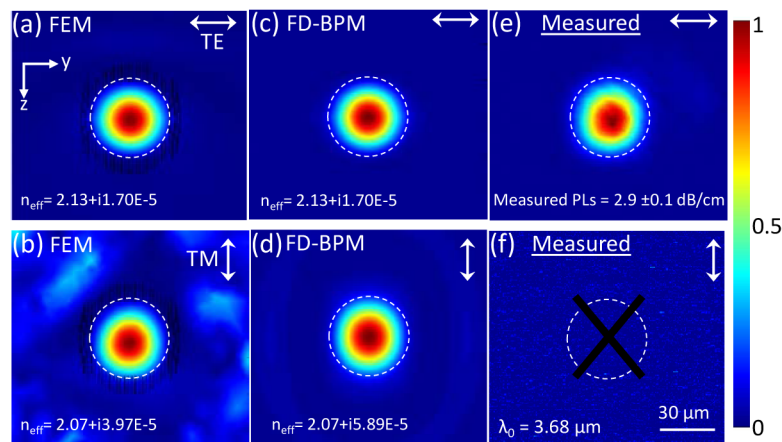 (a) FEM
TE
y
z
n_eff= 2.13+i1.70E-5
(c) FD-BPM
n_eff= 2.13+i1.70E-5
(e) Measured
Measured PLs = 2.9 ±0.1 dB/cm
(b) FEM
TM
n_eff= 2.07+i3.97E-5
(d) FD-BPM
n_eff= 2.07+i5.89E-5
(f) Measured
λ₀ = 3.68 µm
30 µm
1
0.5
0